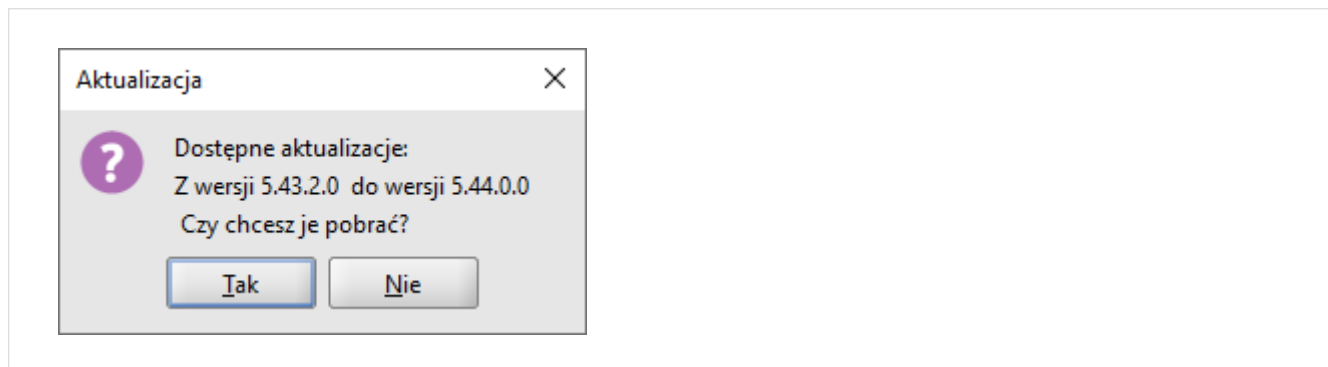 Aktualizacja
Dostępne aktualizacje:
Z wersji 5.43.2.0  do wersji 5.44.0.0
Czy chcesz je pobrać?
Tak
Nie